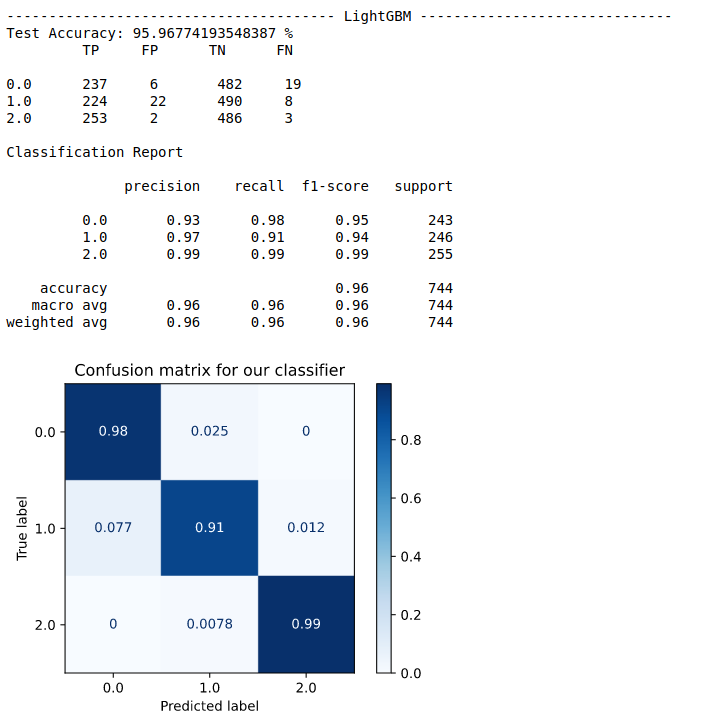 --------------------------------------- LightGBM ------------------------------
Test Accuracy: 95.96774193548387 %
TP FP TN FN
0.0 237 6 482 19
1.0 224 22 490 8
2.0 253 2 486 3
Classification Report
precision recall f1-score support
0.0 0.93 0.98 0.95 243
1.0 0.97 0.91 0.94 246
2.0 0.99 0.99 0.99 255
accuracy 0.96 744
macro avg 0.96 0.96 0.96 744
weighted avg 0.96 0.96 0.96 744
Confusion matrix for our classifier
0.0 0.98 0.025 0
1.0 0.077 0.91 0.012
2.0 0 0.0078 0.99
True label
0.0 1.0 2.0
Predicted label
0.8
0.6
0.4
0.2
0.0